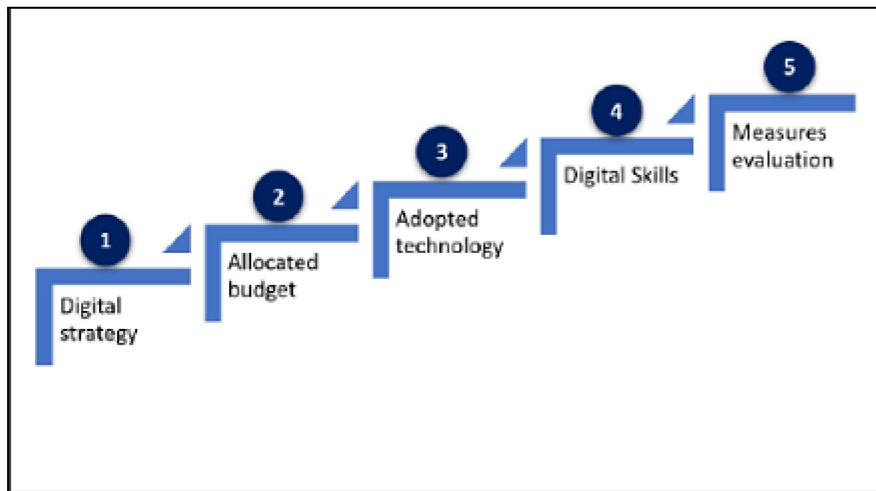 1
Digital
strategy
2
Allocated
budget
3
Adopted
technology
4
Digital Skills
5
Measures
evaluation